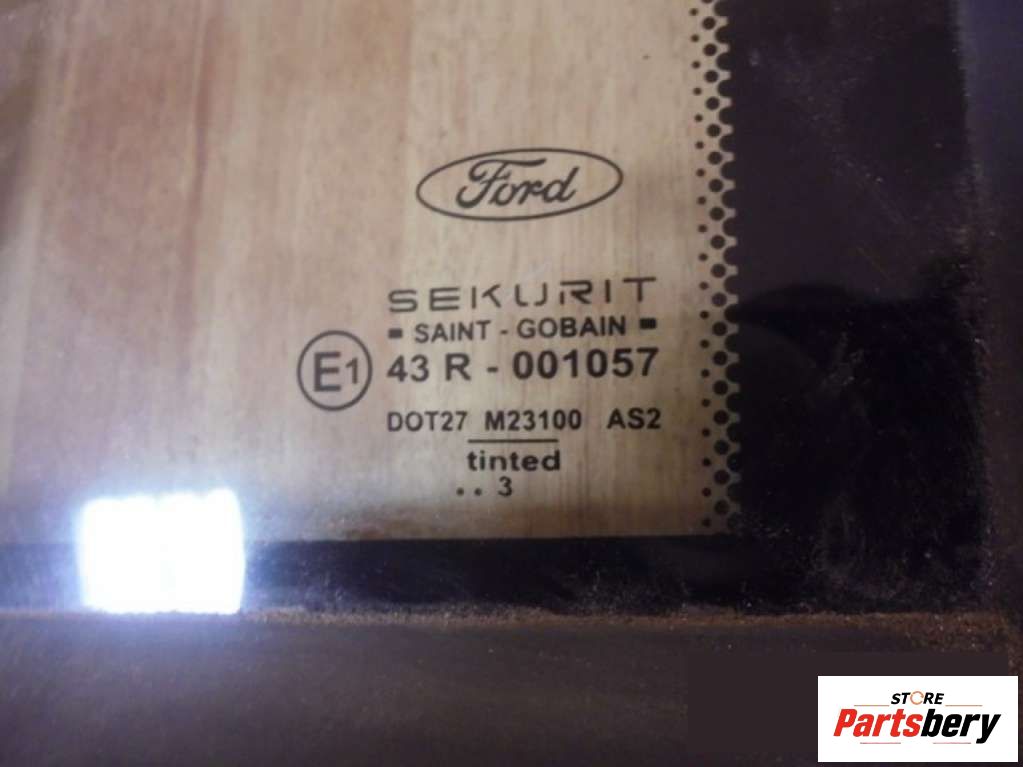 Ford
SEKURIT
SAINT - GOBAIN
E1 43 R - 001057
DOT27 M23100 AS2
tinted
. . 3
STORE
Partsbery